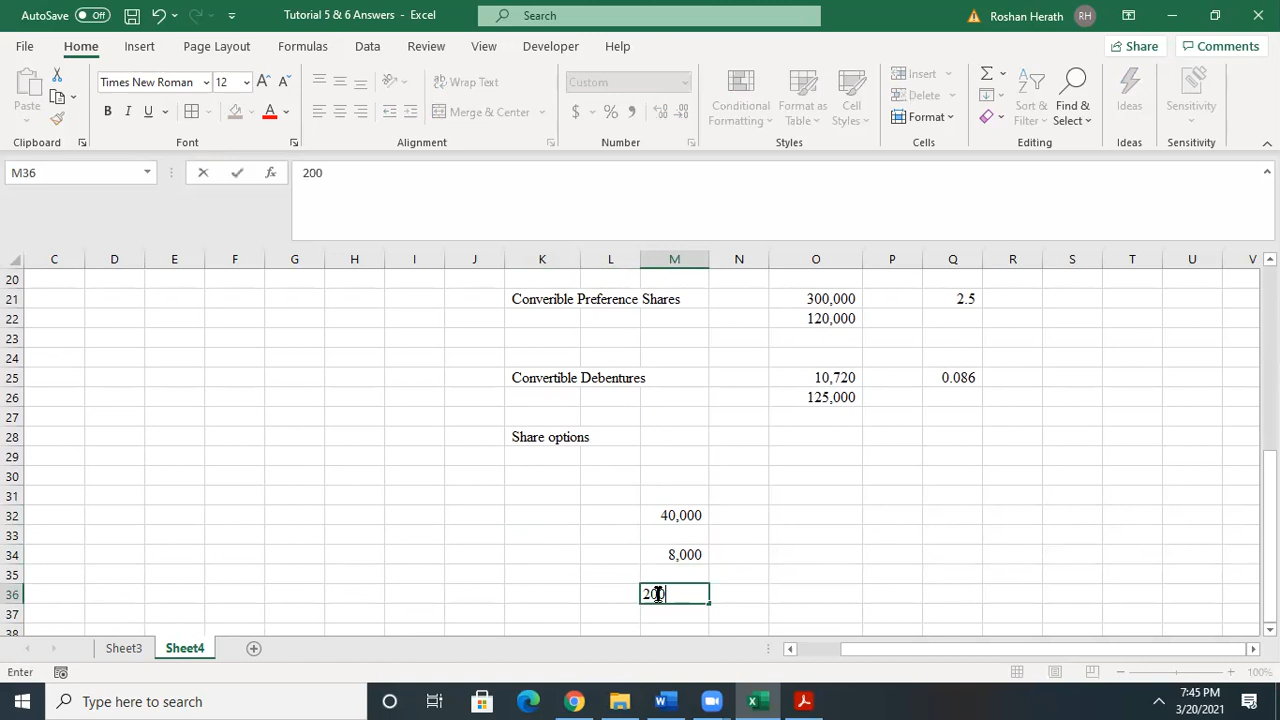 AutoSave Off Tutorial 5 & 6 Answers - Excel Search Roshan Herath RH
File Home Insert Page Layout Formulas Data Review View Developer Help Share Comments
Paste Times New Roman 12 A A Wrap Text Custom Conditional Formatting Format as Table Cell Styles Insert Delete Format Sort & Filter Find & Select Ideas Sensitivity
B I U A Merge & Center $ %
Clipboard Font Alignment Number Styles Cells Editing Ideas Sensitivity
M36 fx 200
C D E F G H I J K L M N O P Q R S T U V
20
21 Converible Preference Shares 300,000 2.5
22 120,000
23
24
25 Convertible Debentures 10,720 0.086
26 125,000
27
28 Share options
29
30
31
32 40,000
33
34 8,000
35
36 200
37
38
Sheet3 Sheet4
Enter 100%
Type here to search 7:45 PM
3/20/2021